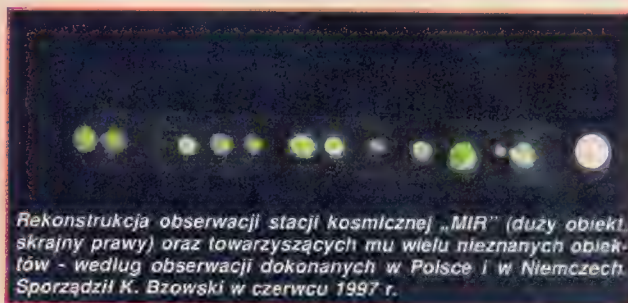 Rekonstrukcja obserwacji stacji kosmicznej „MIR” (duży obiekt,
skrajny prawy) oraz towarzyszących mu wielu nieznanych obiek-
tów - według obserwacji dokonanych w Polsce i w Niemczech.
Sporządził K. Bzowski w czerwcu 1997 r.